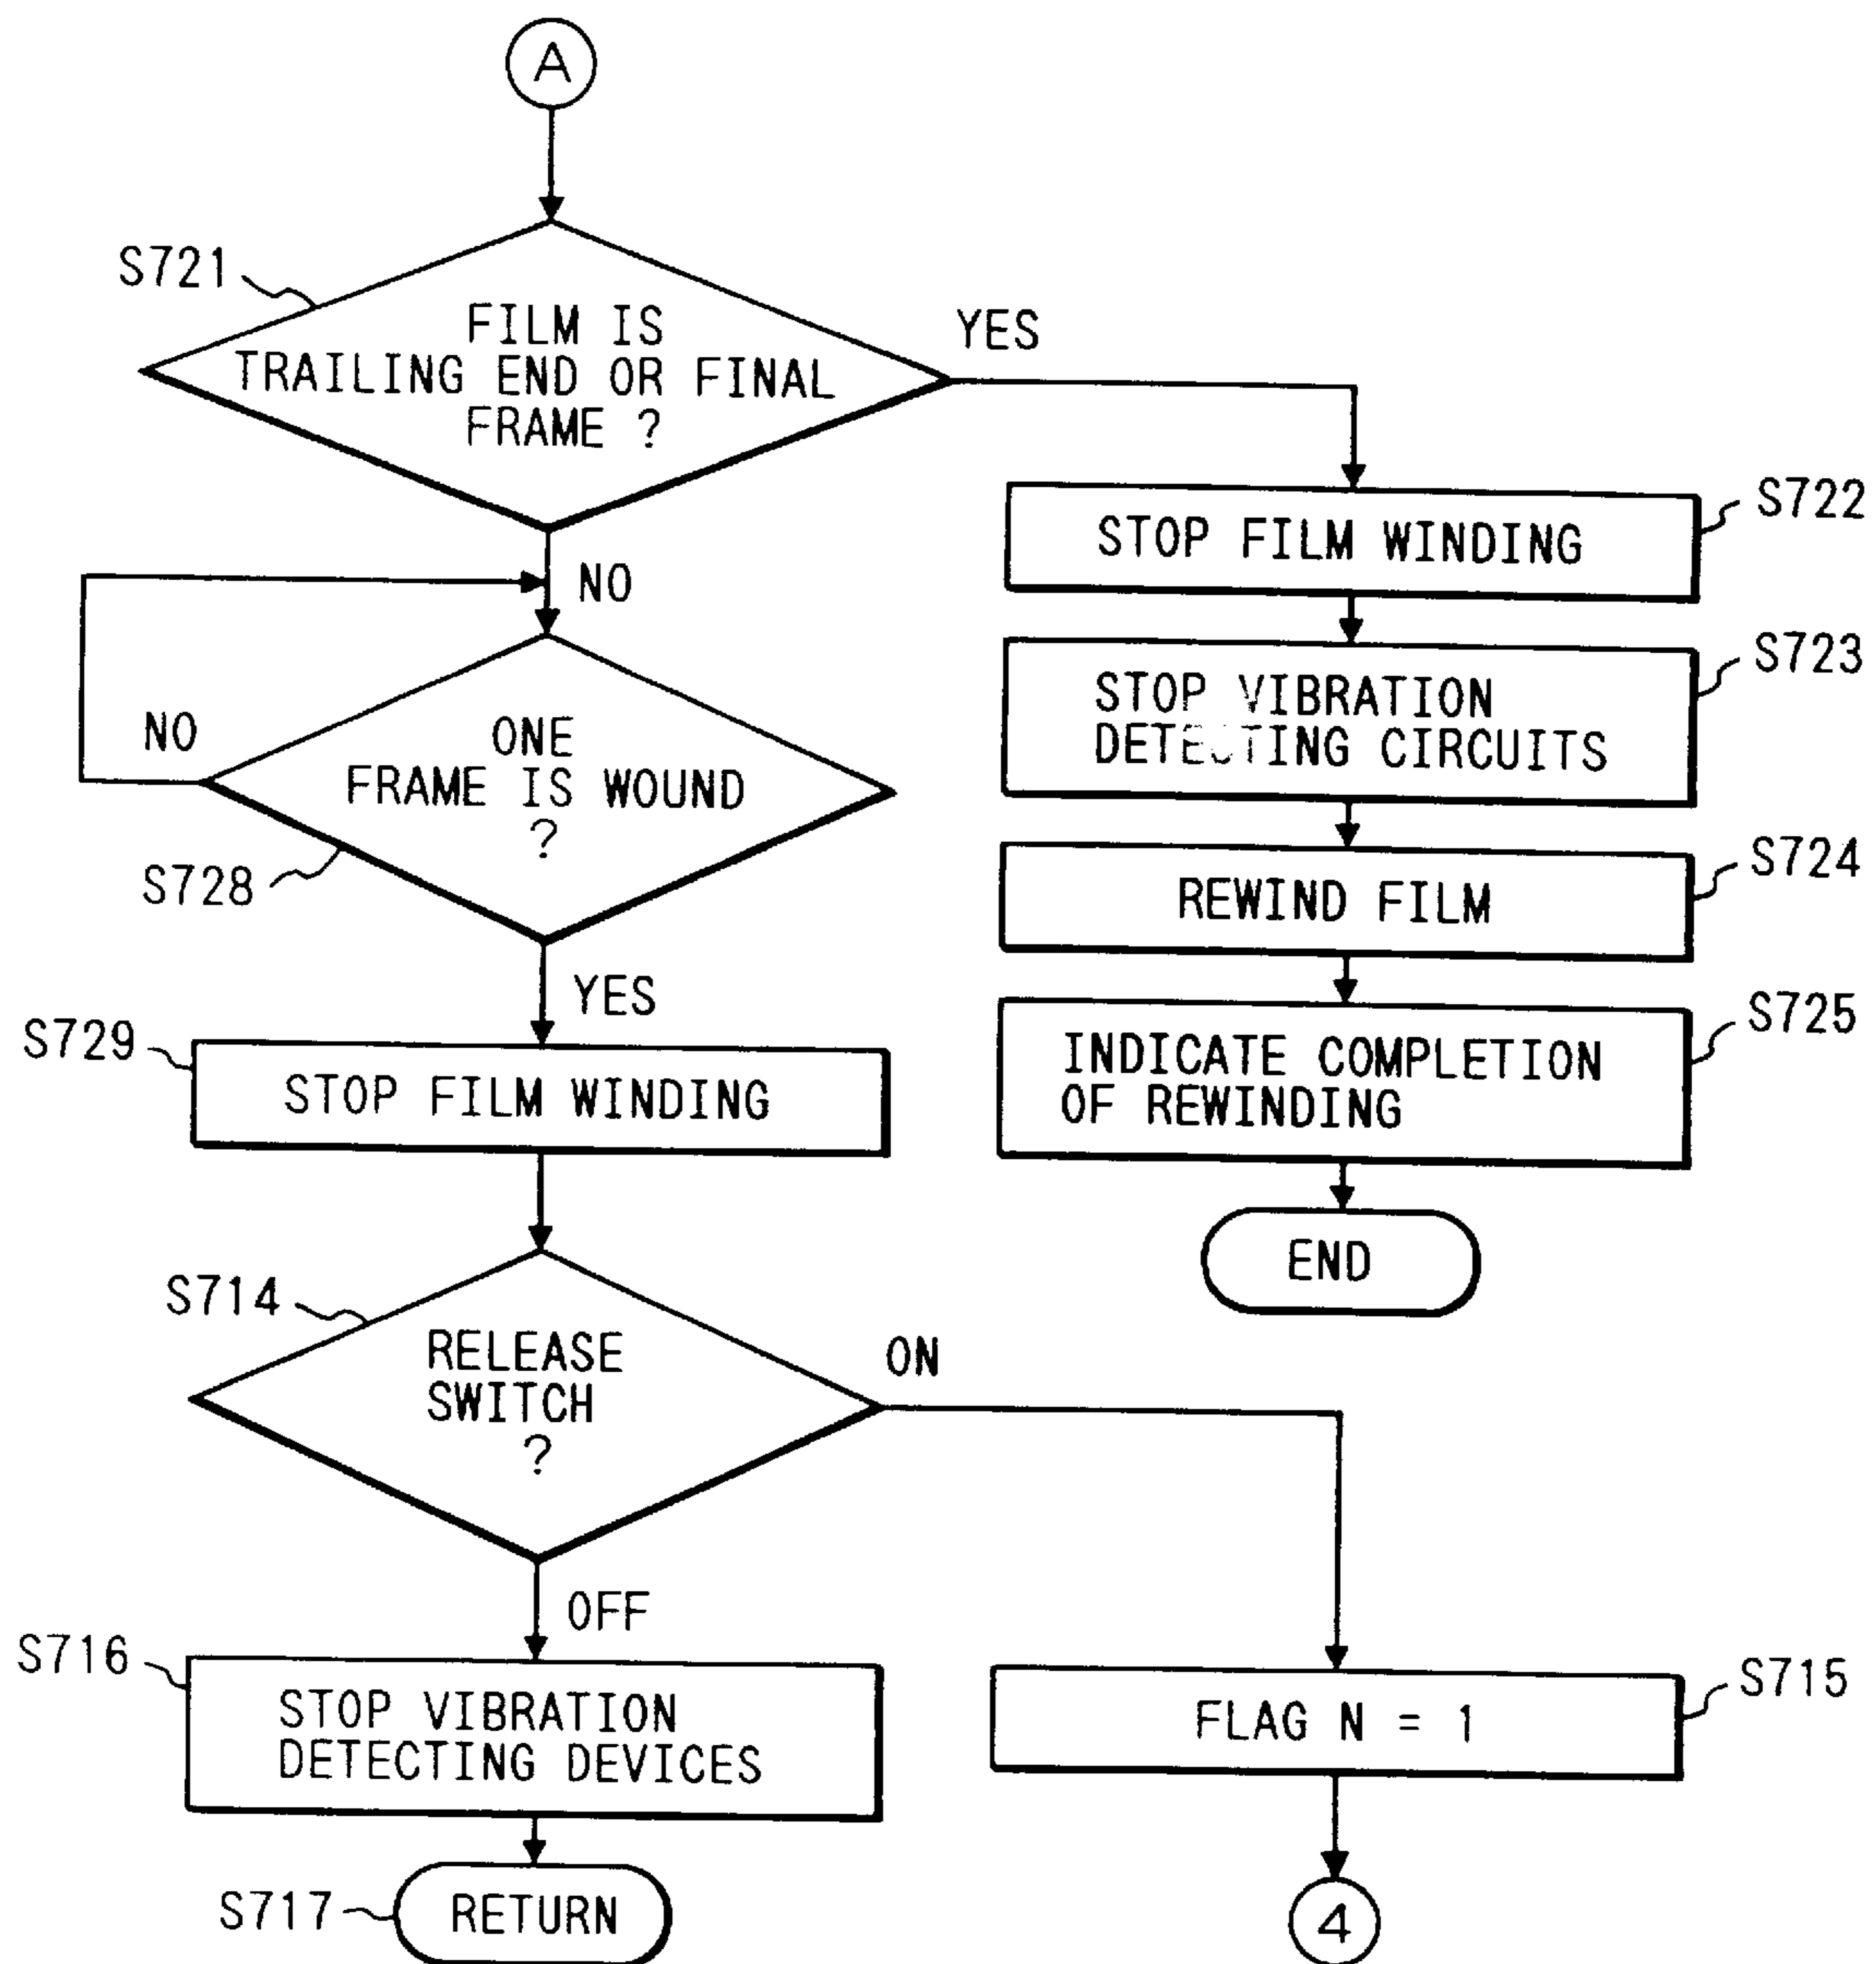 A
S721
FILM IS
TRAILING END OR FINAL
FRAME ?
YES
S722
STOP FILM WINDING
NO
S723
STOP VIBRATION
DETECTING CIRCUITS
NO
ONE
FRAME IS WOUND
?
S728
S724
REWIND FILM
YES
S725
INDICATE COMPLETION
OF REWINDING
S729
STOP FILM WINDING
END
S714
RELEASE
SWITCH
?
ON
OFF
S716
STOP VIBRATION
DETECTING DEVICES
S715
FLAG N = 1
S717
RETURN
4